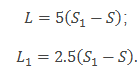 L = 5(S₁ − S);
L₁ = 2.5(S₁ − S).